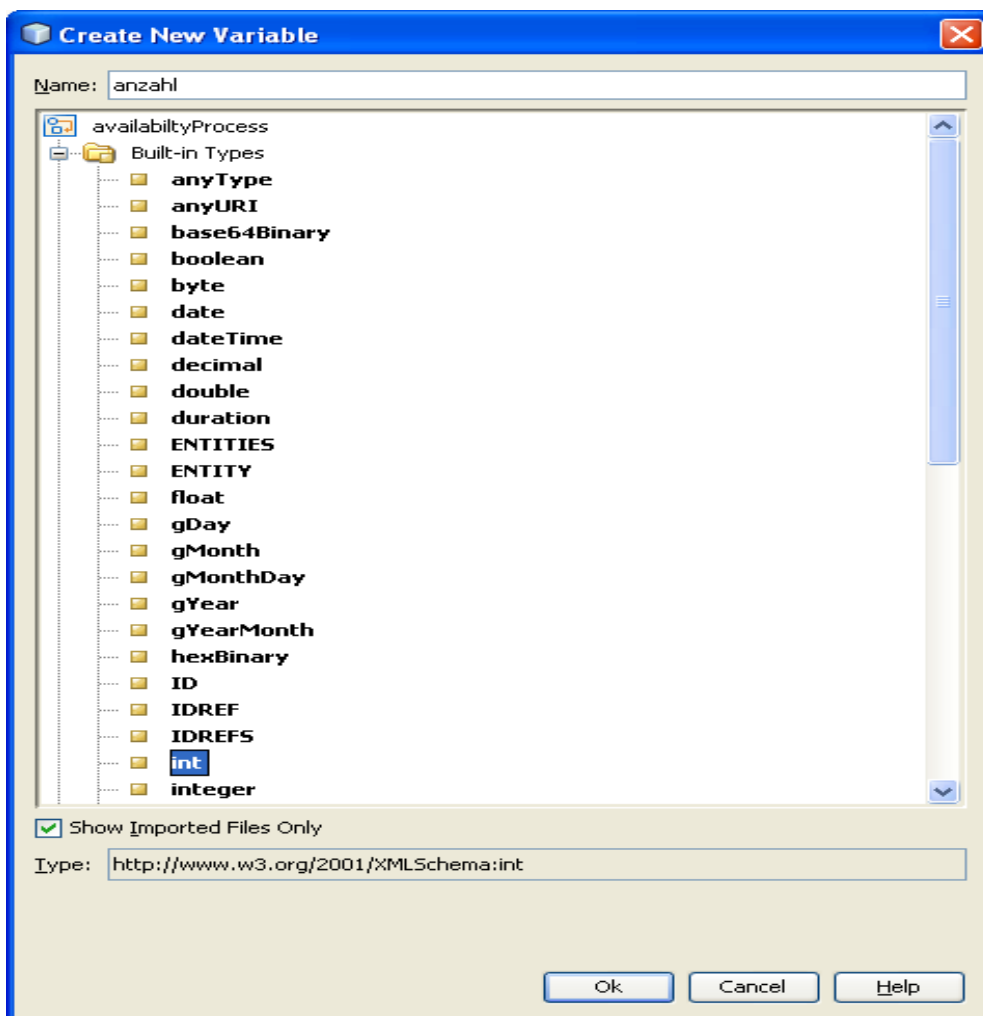 Create New Variable
Name: anzahl
availabiltyProcess
Built-in Types
anyType
anyURI
base64Binary
boolean
byte
date
dateTime
decimal
double
duration
ENTITIES
ENTITY
float
gDay
gMonth
gMonthDay
gYear
gYearMonth
hexBinary
ID
IDREF
IDREFS
int
integer
Show Imported Files Only
Type: http://www.w3.org/2001/XMLSchema:int
Ok Cancel Help